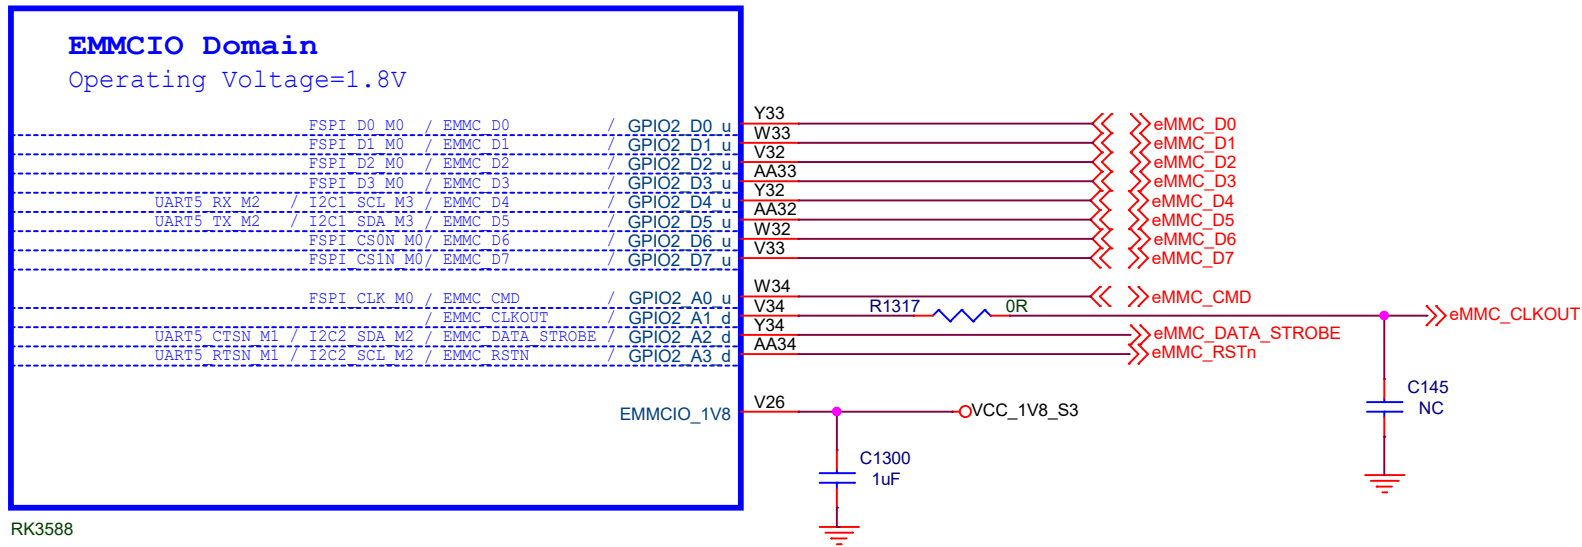 EMMCIO Domain
Operating Voltage=1.8V
FSPI_D0_M0 / EMMC_D0 / GPIO2_D0_u Y33 eMMC_D0
FSPI_D1_M0 / EMMC_D1 / GPIO2_D1_u W33 eMMC_D1
FSPI_D2_M0 / EMMC_D2 / GPIO2_D2_u V32 eMMC_D2
FSPI_D3_M0 / EMMC_D3 / GPIO2_D3_u AA33 eMMC_D3
UART5_RX_M2 / I2C1_SCL_M3 / EMMC_D4 / GPIO2_D4_u Y32 eMMC_D4
UART5_TX_M2 / I2C1_SDA_M3 / EMMC_D5 / GPIO2_D5_u AA32 eMMC_D5
FSPI_CS0N_M0/ EMMC_D6 / GPIO2_D6_u W32 eMMC_D6
FSPI_CS1N_M0/ EMMC_D7 / GPIO2_D7_u V33 eMMC_D7
FSPI_CLK_M0 / EMMC_CMD / GPIO2_A0_u W34 eMMC_CMD
/ EMMC_CLKOUT / GPIO2_A1_d V34 R1317 0R eMMC_CLKOUT
UART5_CTSN_M1 / I2C2_SDA_M2 / EMMC_DATA_STROBE / GPIO2_A2_d Y34 eMMC_DATA_STROBE
UART5_RTSN_M1 / I2C2_SCL_M2 / EMMC_RSTN / GPIO2_A3_d AA34 eMMC_RSTn
C145
NC
EMMCIO_1V8 V26 VCC_1V8_S3
C1300
1uF
RK3588